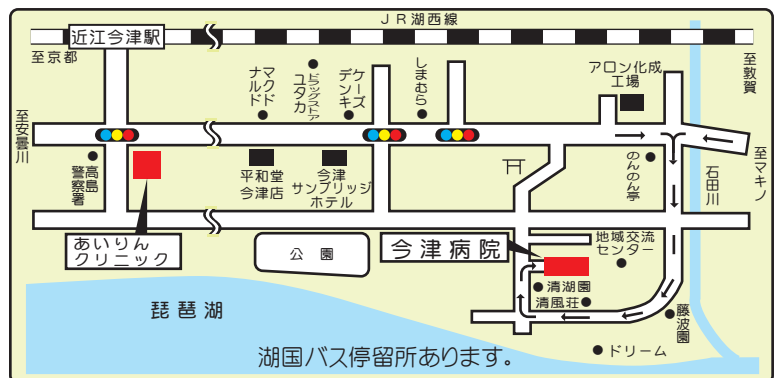 JR湖西線
近江今津駅
至京都
至敦賀
マクド
ナルド
ドラッグストア
ユタカ
ケーズ
デンキ
しまむら
アロン化成
工場
至安曇川
高島
警察署
平和堂
今津店
今津
サンブリッジ
ホテル
のんのん亭
石田川
至マキノ
あいりん
クリニック
公園
今津病院
地域交流
センター
清湖園
清風荘
藤波園
琵琶湖
湖国バス停留所あります。
ドリーム